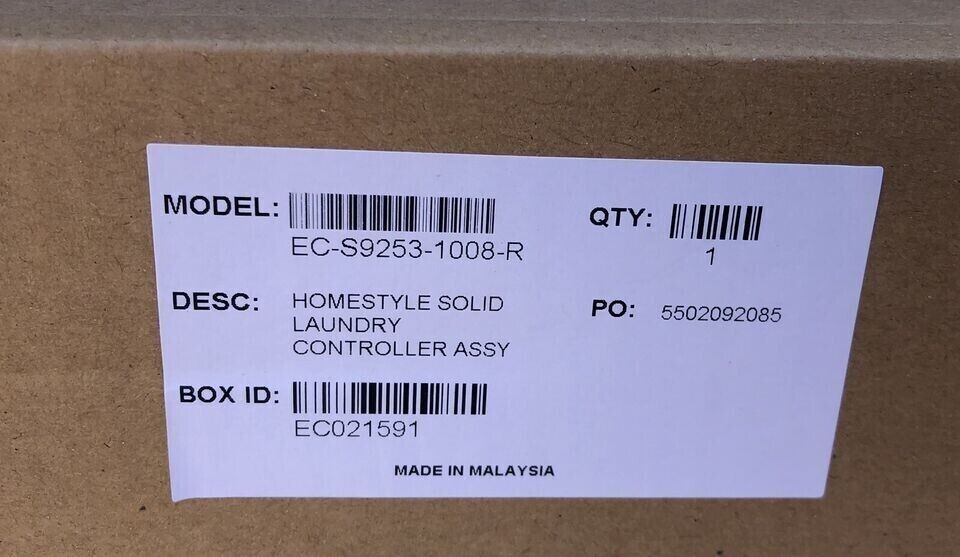 MODEL:
EC-S9253-1008-R
QTY:
1
DESC: HOMESTYLE SOLID
LAUNDRY
CONTROLLER ASSY
PO: 5502092085
BOX ID:
EC021591
MADE IN MALAYSIA